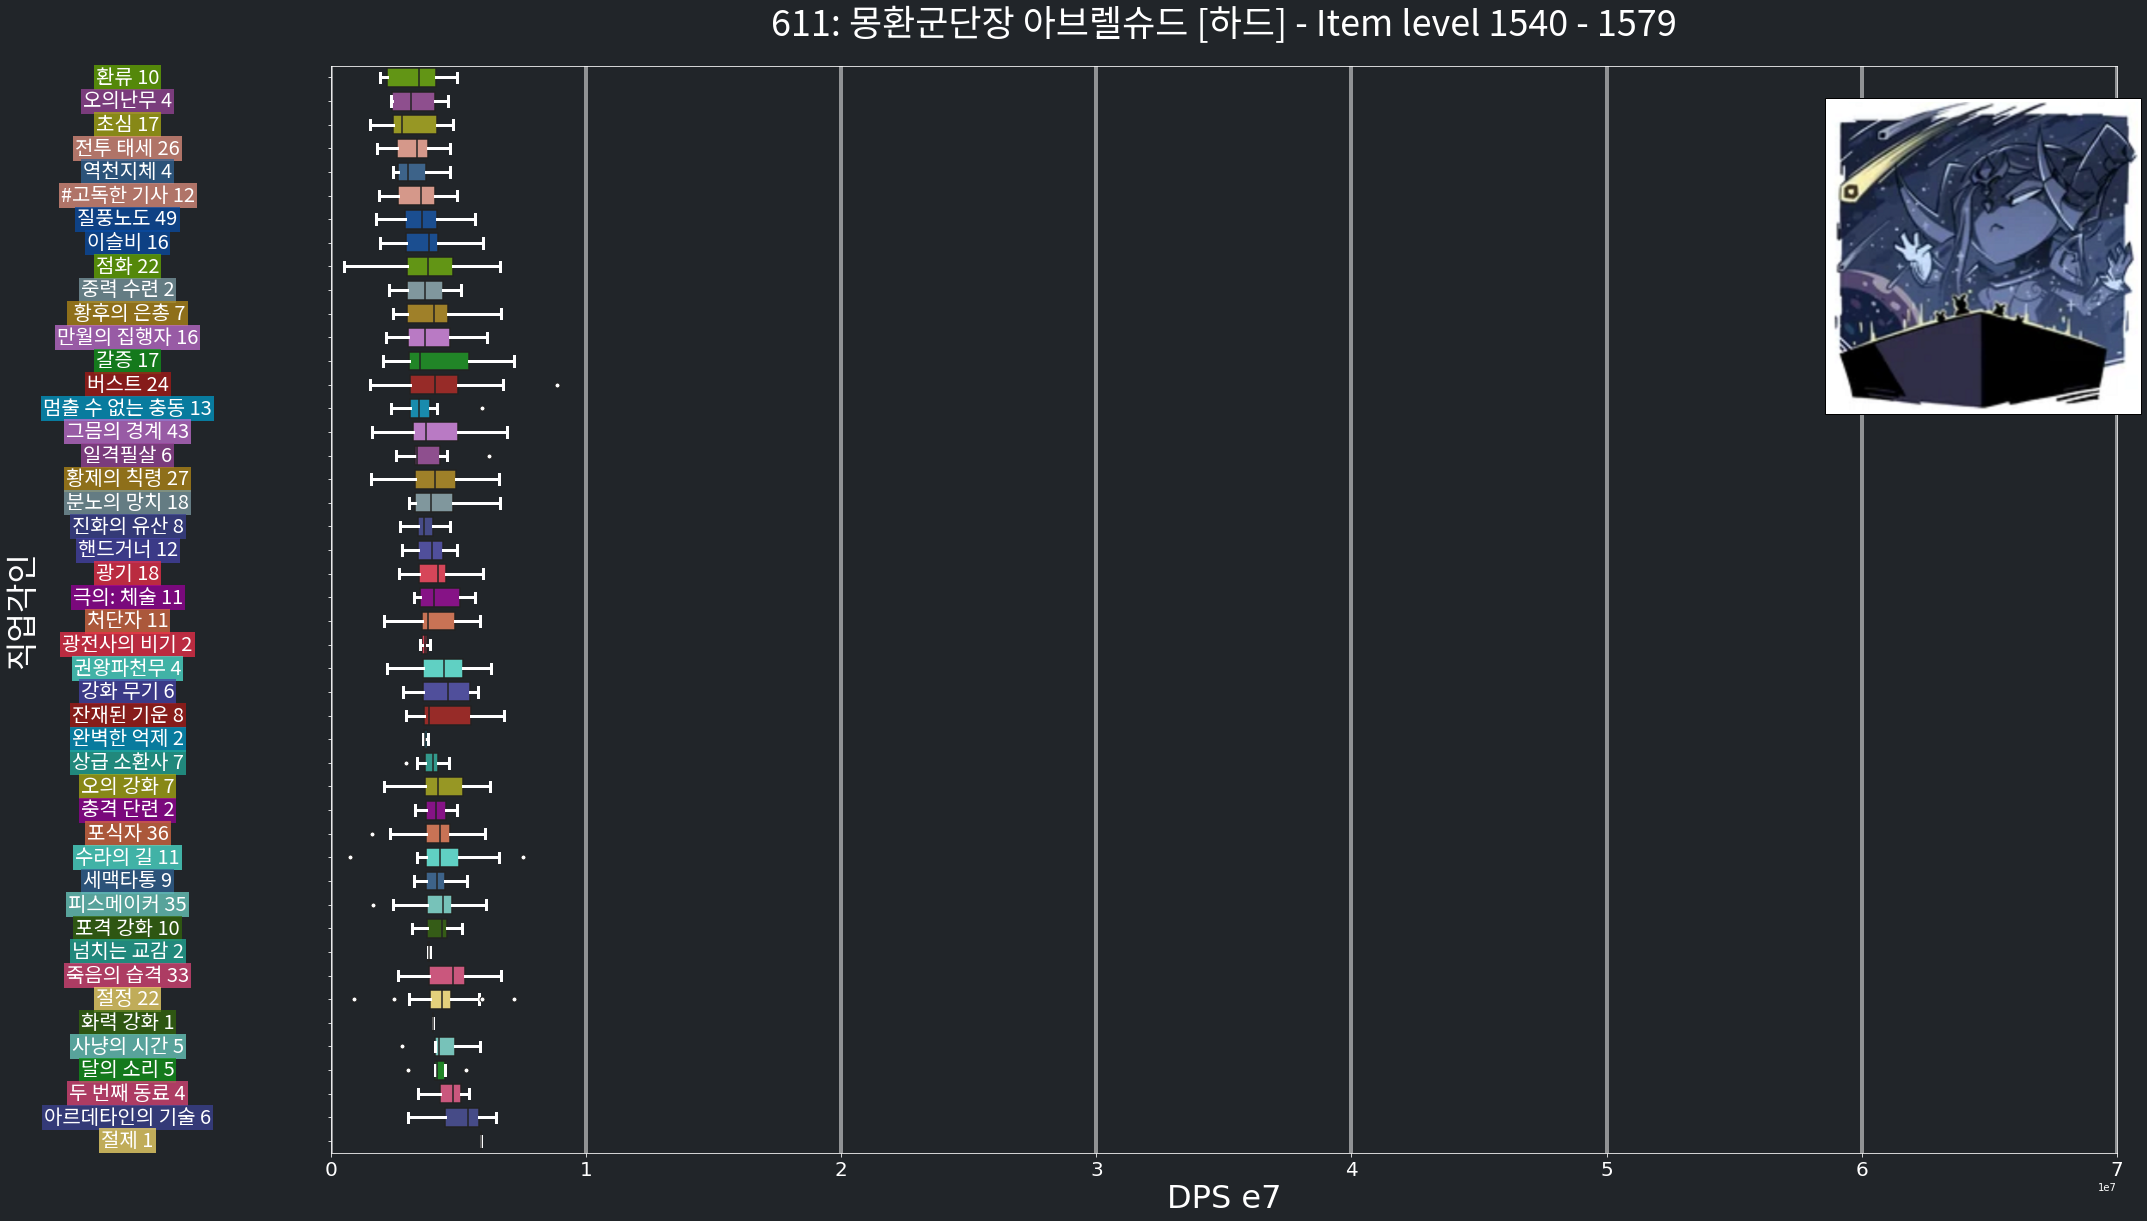 611: 몽환군단장 아브렐슈드 [하드] - Item level 1540 - 1579
직업각인
환류 10
오의난무 4
초심 17
전투 태세 26
역천지체 4
#고독한 기사 12
질풍노도 49
이슬비 16
점화 22
중력 수련 2
황후의 은총 7
만월의 집행자 16
갈증 17
버스트 24
멈출 수 없는 충동 13
그믐의 경계 43
일격필살 6
황제의 칙령 27
분노의 망치 18
진화의 유산 8
핸드거너 12
광기 18
극의: 체술 11
처단자 11
광전사의 비기 2
권왕파천무 4
강화 무기 6
잔재된 기운 8
완벽한 억제 2
상급 소환사 7
오의 강화 7
충격 단련 2
포식자 36
수라의 길 11
세맥타통 9
피스메이커 35
포격 강화 10
넘치는 교감 2
죽음의 습격 33
절정 22
화력 강화 1
사냥의 시간 5
달의 소리 5
두 번째 동료 4
아르데타인의 기술 6
절제 1
0 1 2 3 4 5 6 7
1e7
DPS e7